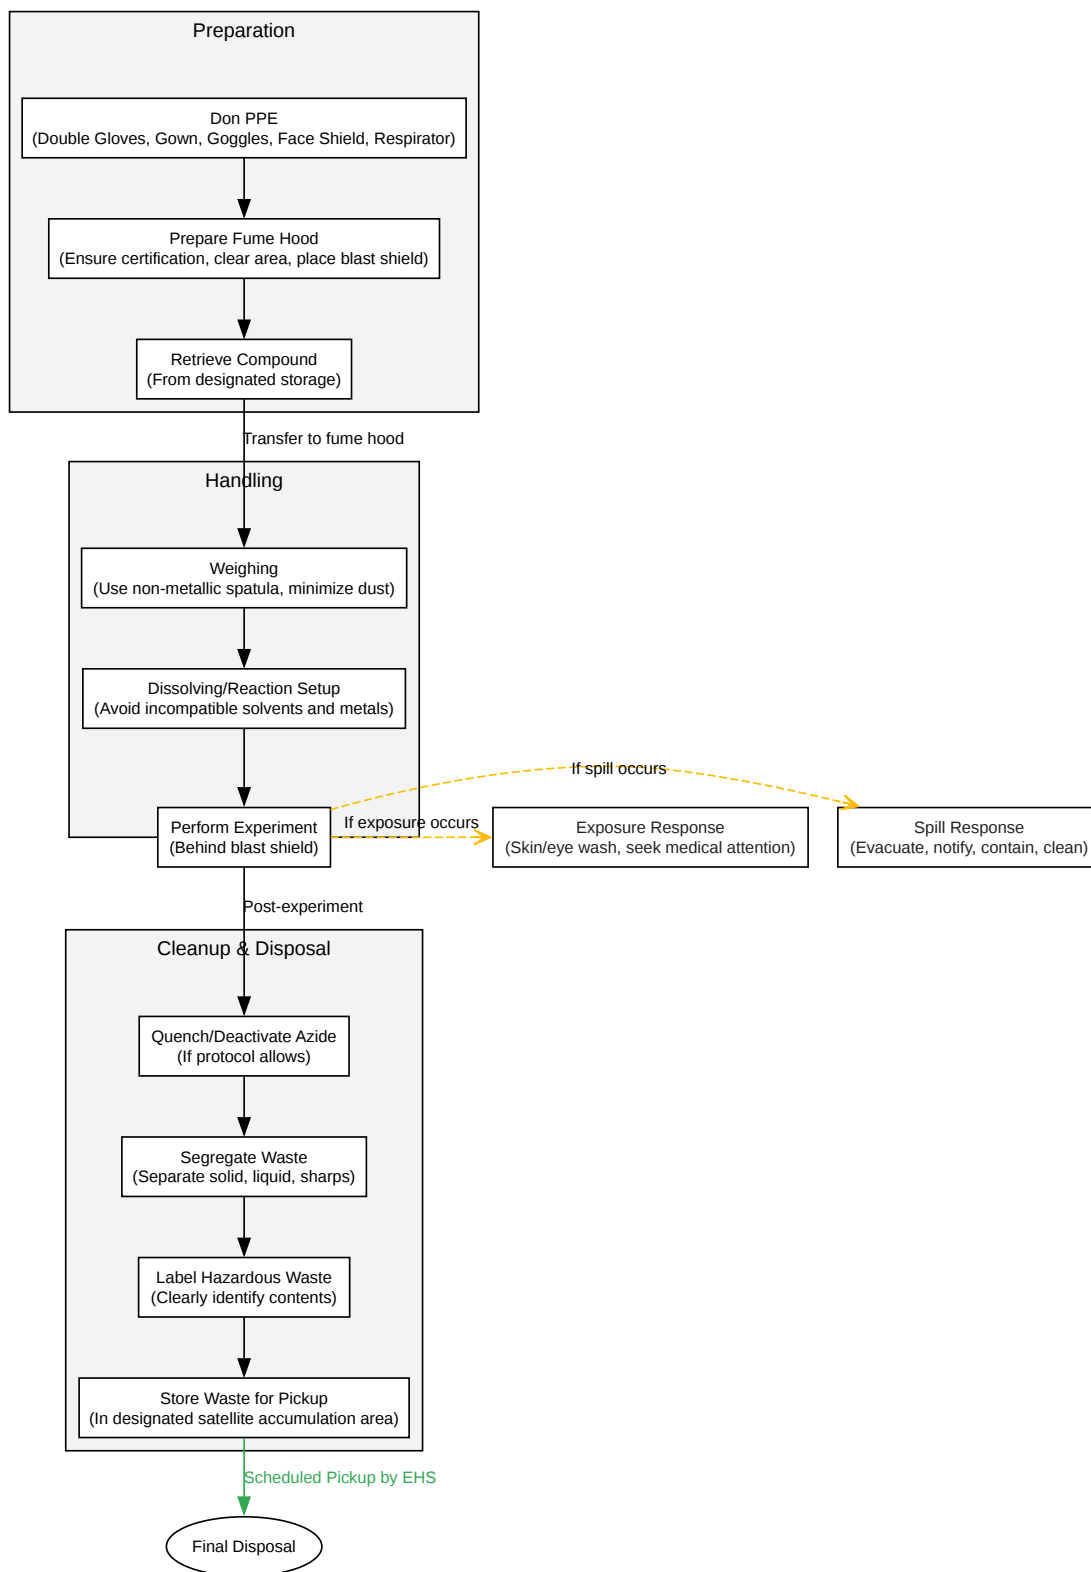 Preparation
Don PPE
(Double Gloves, Gown, Goggles, Face Shield, Respirator)
Prepare Fume Hood
(Ensure certification, clear area, place blast shield)
Retrieve Compound
(From designated storage)
Transfer to fume hood
Handling
Weighing
(Use non-metallic spatula, minimize dust)
Dissolving/Reaction Setup
(Avoid incompatible solvents and metals)
If spill occurs
If exposure occurs
Perform Experiment
(Behind blast shield)
Exposure Response
(Skin/eye wash, seek medical attention)
Spill Response
(Evacuate, notify, contain, clean)
Post-experiment
Cleanup & Disposal
Quench/Deactivate Azide
(If protocol allows)
Segregate Waste
(Separate solid, liquid, sharps)
Label Hazardous Waste
(Clearly identify contents)
Store Waste for Pickup
(In designated satellite accumulation area)
Scheduled Pickup by EHS
Final Disposal